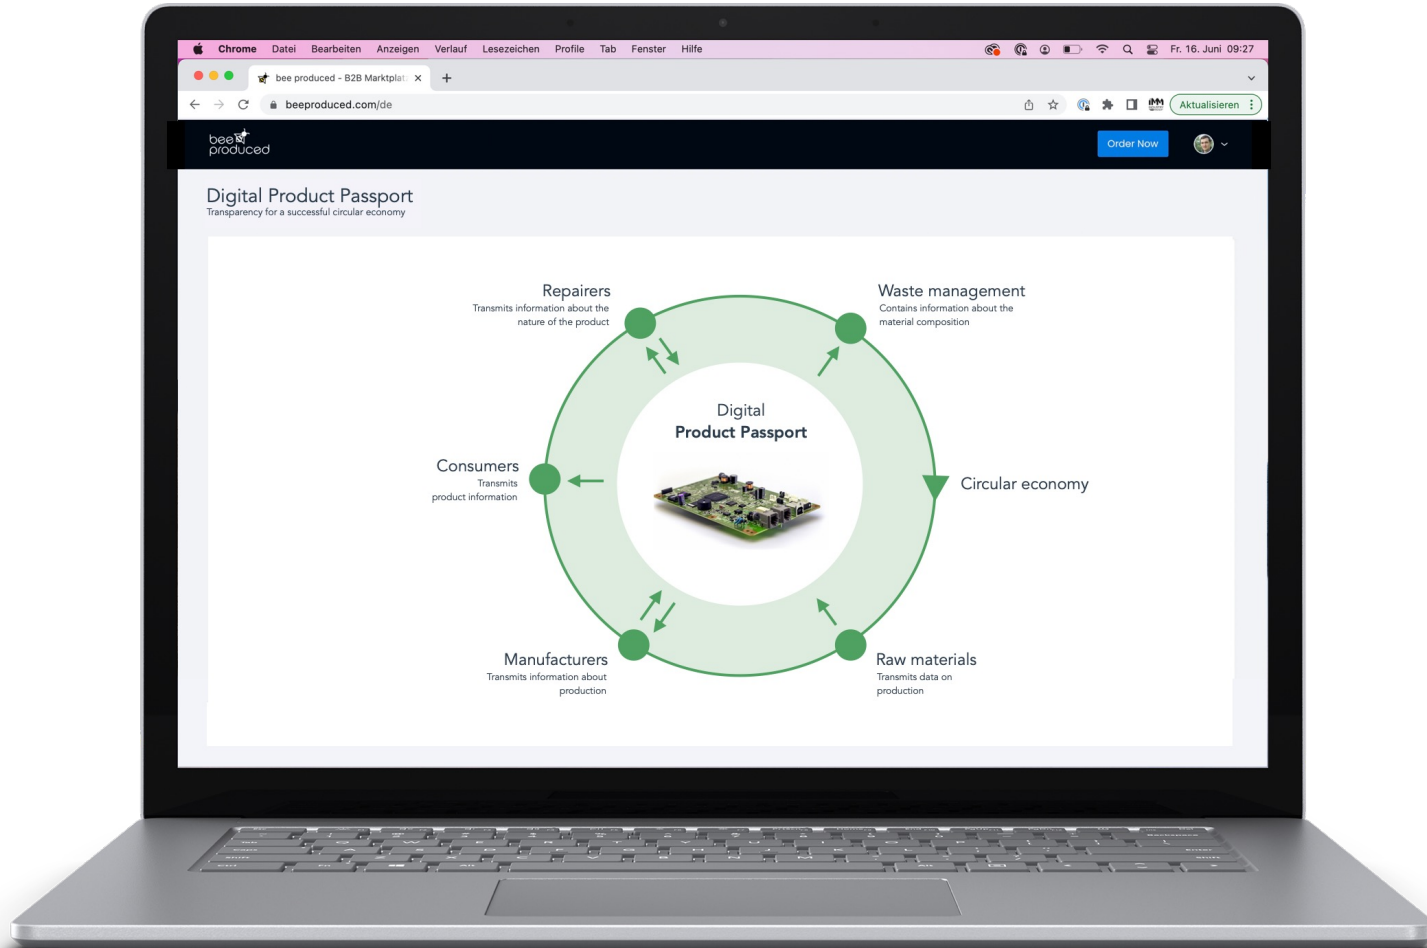 Chrome Datei Bearbeiten Anzeigen Verlauf Lesezeichen Profile Tab Fenster Hilfe Fr. 16. Juni 09:27
bee produced - B2B Marktplat
beeproduced.com/de
Aktualisieren
bee
produced
Order Now
Digital Product Passport
Transparency for a successful circular economy
Repairers
Transmits information about the
nature of the product
Waste management
Contains information about the
material composition
Digital
Product Passport
Consumers
Transmits
product information
Circular economy
Manufacturers
Transmits information about
production
Raw materials
Transmits data on
production